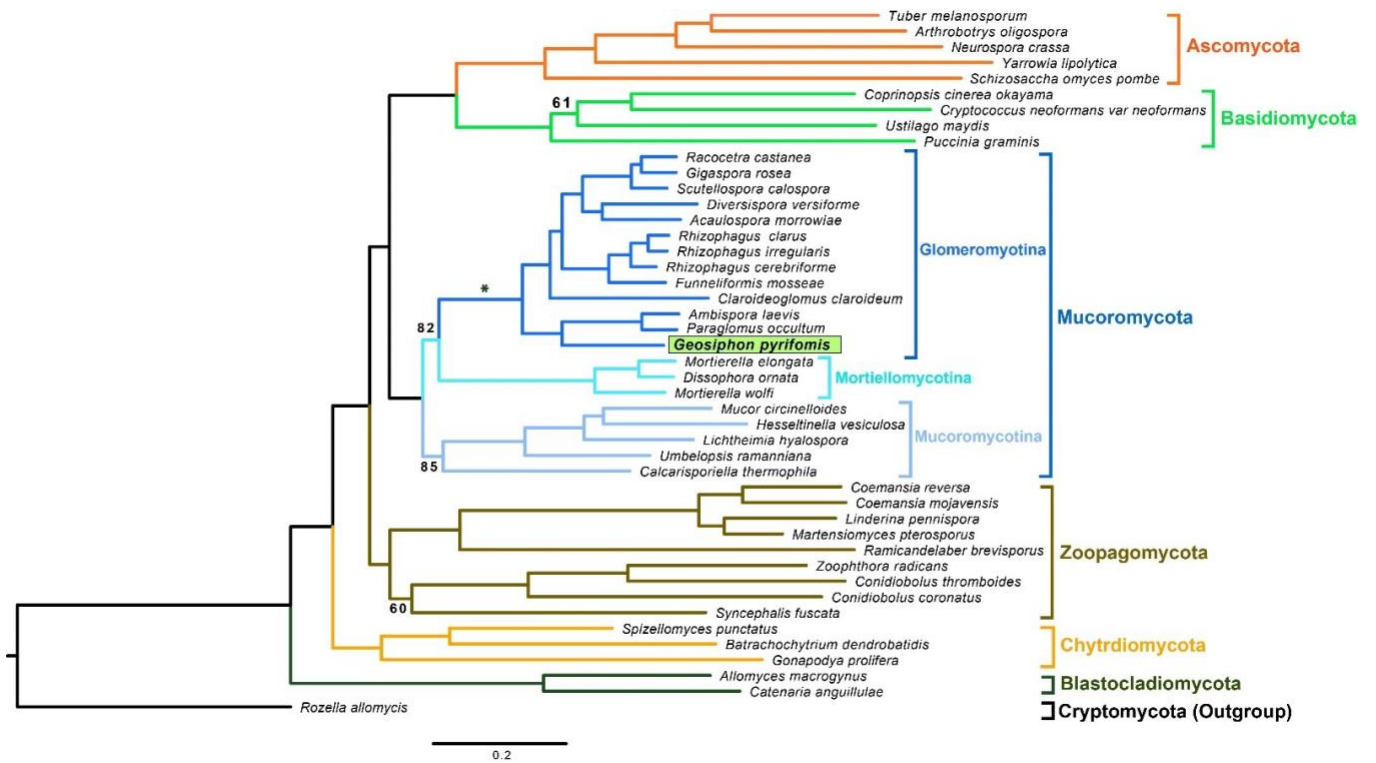 Tuber melanosporum
Arthrobotrys oligospora
Neurospora crassa
Yarrowia lipolytica
Schizosaccha omyces pombe
Ascomycota
61
Coprinopsis cinerea okayama
Cryptococcus neoformans var neoformans
Ustilago maydis
Puccinia graminis
Basidiomycota
Racocetra castanea
Gigaspora rosea
Scutellospora calospora
Diversispora versiforme
Acaulospora morrowiae
Rhizophagus clarus
Rhizophagus irregularis
Rhizophagus cerebriforme
Funneliformis mosseae
Claroideoglomus claroideum
Ambispora laevis
Paraglomus occultum
Geosiphon pyrifomis
Glomeromyotina
*
82
Mortierella elongata
Dissophora ornata
Mortierella wolfi
Mortiellomycotina
Mucor circinelloides
Hesseltinella vesiculosa
Lichtheimia hyalospora
Umbelopsis ramanniana
Calcarisporiella thermophila
Mucoromycotina
85
Mucoromycota
Coemansia reversa
Coemansia mojavensis
Linderina pennispora
Martensiomyces pterosporus
Ramicandelaber brevisporus
Zoophthora radicans
Conidiobolus thromboides
Conidiobolus coronatus
Syncephalis fuscata
60
Zoopagomycota
Spizellomyces punctatus
Batrachochytrium dendrobatidis
Gonapodya prolifera
Chytrdiomycota
Allomyces macrogynus
Catenaria anguillulae
Blastocladiomycota
Rozella allomycis
Cryptomycota (Outgroup)
0.2